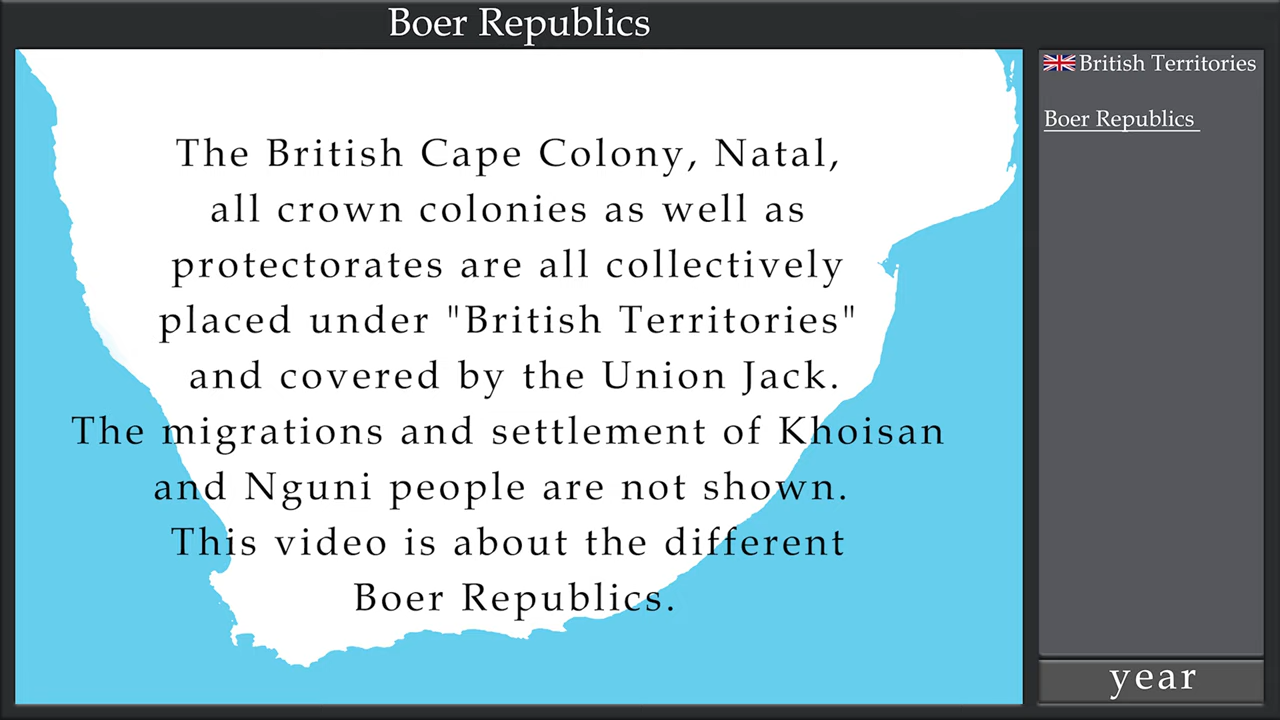 Boer Republics
British Territories
Boer Republics
The British Cape Colony, Natal,
all crown colonies as well as
protectorates are all collectively
placed under "British Territories"
and covered by the Union Jack.
The migrations and settlement of Khoisan
and Nguni people are not shown.
This video is about the different
Boer Republics.
year